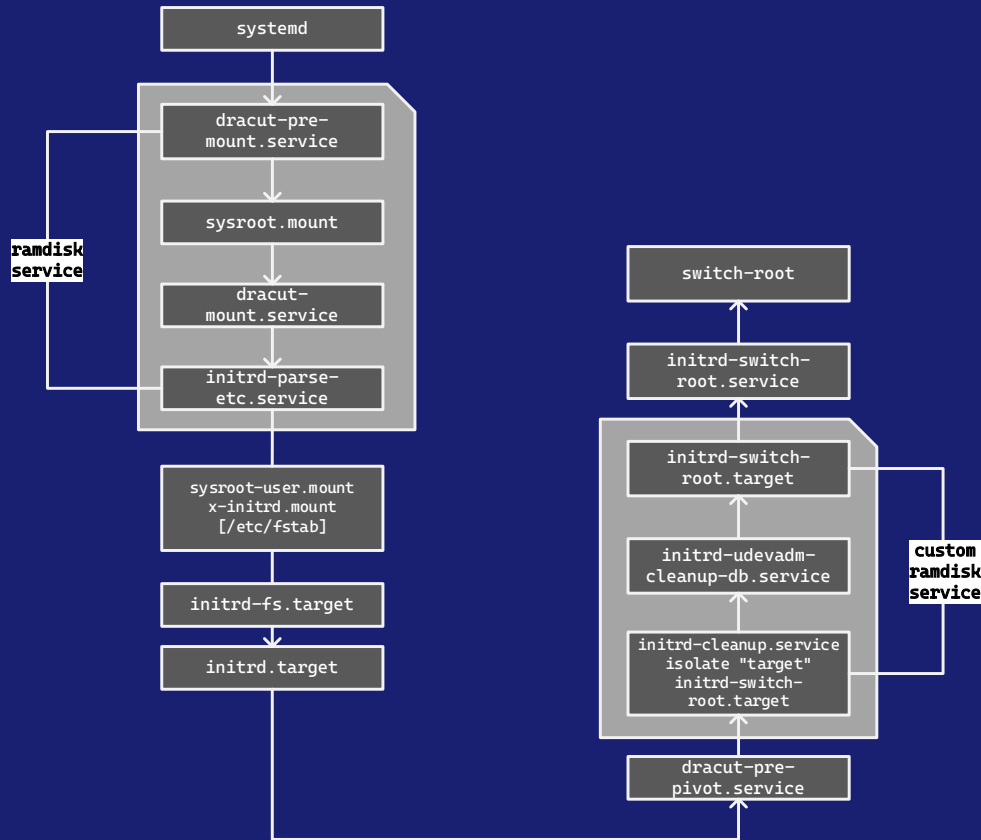 systemd
dracut-pre-
mount.service
sysroot.mount
ramdisk
service
dracut-
mount.service
initrd-parse-
etc.service
sysroot-user.mount
x-initrd.mount
[/etc/fstab]
initrd-fs.target
initrd.target
switch-root
initrd-switch-
root.service
initrd-switch-
root.target
initrd-udevadm-
cleanup-db.service
custom
ramdisk
service
initrd-cleanup.service
isolate "target"
initrd-switch-
root.target
dracut-pre-
pivot.service